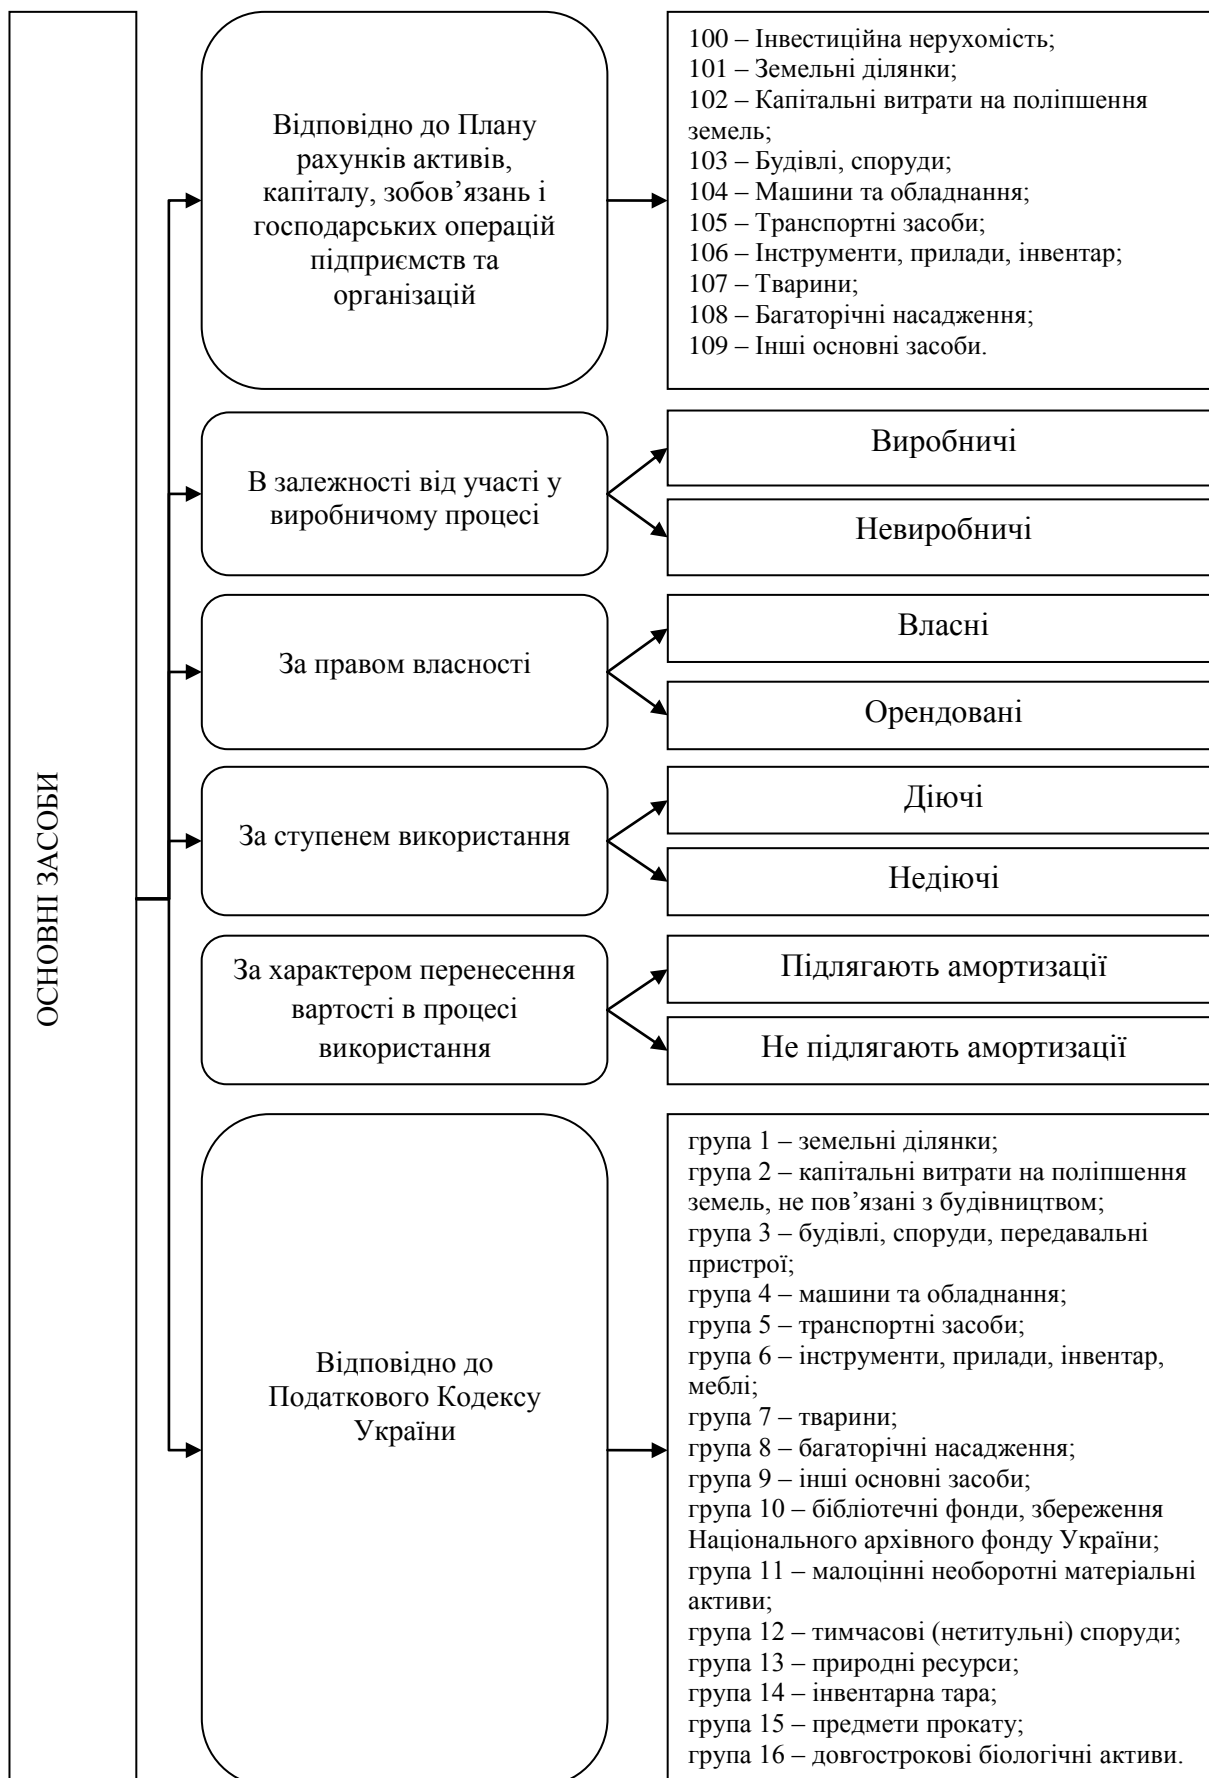 ОСНОВНІ ЗАСОБИ
Відповідно до Плану
рахунків активів,
капіталу, зобов’язань і
господарських операцій
підприємств та
організацій
100 – Інвестиційна нерухомість;
101 – Земельні ділянки;
102 – Капітальні витрати на поліпшення
земель;
103 – Будівлі, споруди;
104 – Машини та обладнання;
105 – Транспортні засоби;
106 – Інструменти, прилади, інвентар;
107 – Тварини;
108 – Багаторічні насадження;
109 – Інші основні засоби.
В залежності від участі у
виробничому процесі
Виробничі
Невиробничі
За правом власності
Власні
Орендовані
За ступенем використання
Діючі
Недіючі
За характером перенесення
вартості в процесі
використання
Підлягають амортизації
Не підлягають амортизації
Відповідно до
Податкового Кодексу
України
група 1 – земельні ділянки;
група 2 – капітальні витрати на поліпшення
земель, не пов’язані з будівництвом;
група 3 – будівлі, споруди, передавальні
пристрої;
група 4 – машини та обладнання;
група 5 – транспортні засоби;
група 6 – інструменти, прилади, інвентар,
меблі;
група 7 – тварини;
група 8 – багаторічні насадження;
група 9 – інші основні засоби;
група 10 – бібліотечні фонди, збереження
Національного архівного фонду України;
група 11 – малоцінні необоротні матеріальні
активи;
група 12 – тимчасові (нетитульні) споруди;
група 13 – природні ресурси;
група 14 – інвентарна тара;
група 15 – предмети прокату;
група 16 – довгострокові біологічні активи.